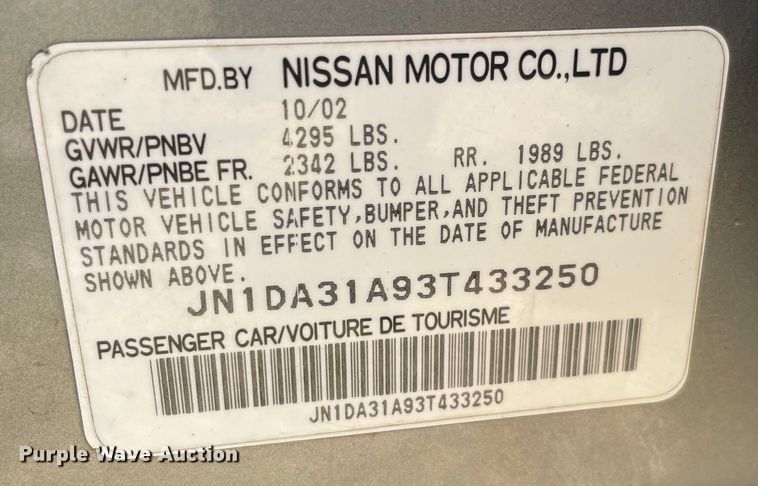 MFD.BY NISSAN MOTOR CO.,LTD
DATE 10/02
GVWR/PNBV 4295 LBS.
GAWR/PNBE FR. 2342 LBS. RR. 1989 LBS.
THIS VEHICLE CONFORMS TO ALL APPLICABLE FEDERAL
MOTOR VEHICLE SAFETY,BUMPER,AND THEFT PREVENTION
STANDARDS IN EFFECT ON THE DATE OF MANUFACTURE
SHOWN ABOVE.
JN1DA31A93T433250
PASSENGER CAR/VOITURE DE TOURISME
JN1DA31A93T433250
Purple Wave Auction